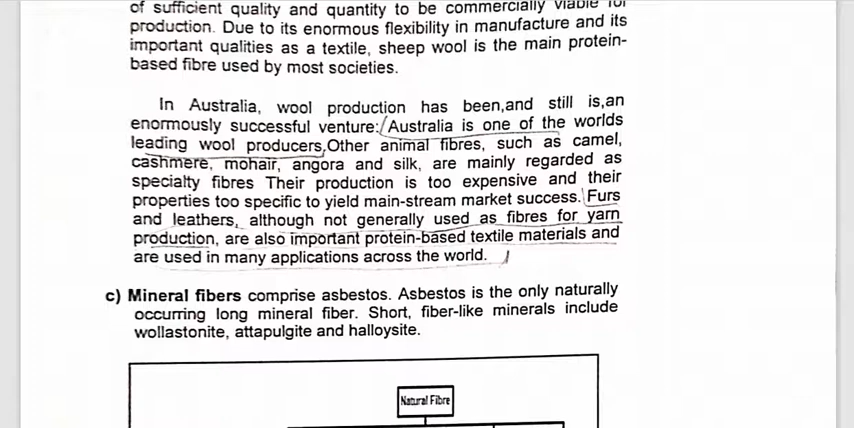 of sufficient quality and quantity to be commercially viable for
production. Due to its enormous flexibility in manufacture and its
important qualities as a textile, sheep wool is the main protein-
based fibre used by most societies.
In Australia, wool production has been,and still is,an
enormously successful venture: Australia is one of the worlds
leading wool producers,Other animal fibres, such as camel,
cashmere, mohair, angora and silk, are mainly regarded as
specialty fibres Their production is too expensive and their
properties too specific to yield main-stream market success. Furs
and leathers, although not generally used as fibres for yarn
production, are also important protein-based textile materials and
are used in many applications across the world.
c) Mineral fibers comprise asbestos. Asbestos is the only naturally
occurring long mineral fiber. Short, fiber-like minerals include
wollastonite, attapulgite and halloysite.
Natural Fibre